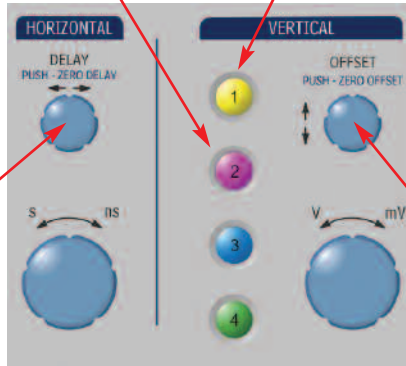 HORIZONTAL
DELAY
PUSH - ZERO DELAY
s ns
VERTICAL
1
2
3
4
OFFSET
PUSH - ZERO OFFSET
V mV